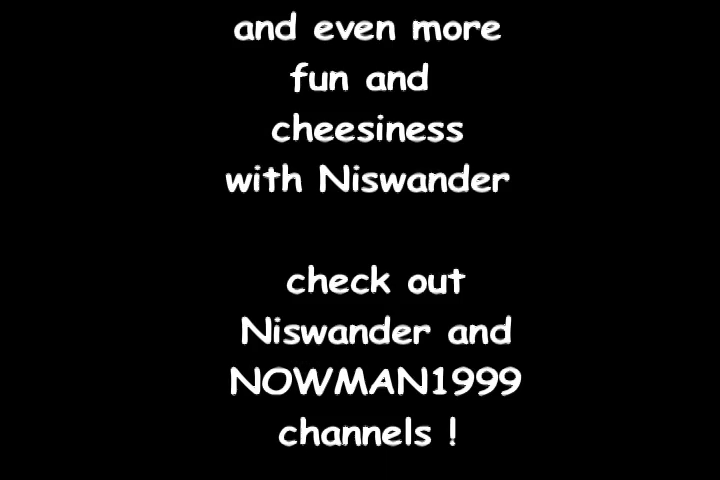 and even more
fun and
cheesiness
with Niswander
check out
Niswander and
NOWMAN1999
channels !